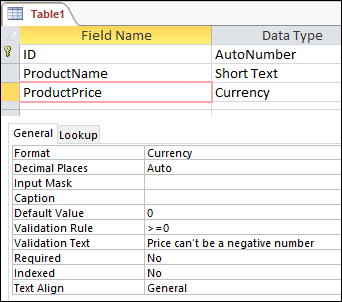 Table1
Field Name Data Type
ID AutoNumber
ProductName Short Text
ProductPrice Currency
General Lookup
Format Currency
Decimal Places Auto
Input Mask
Caption
Default Value 0
Validation Rule >=0
Validation Text Price can't be a negative number
Required No
Indexed No
Text Align General